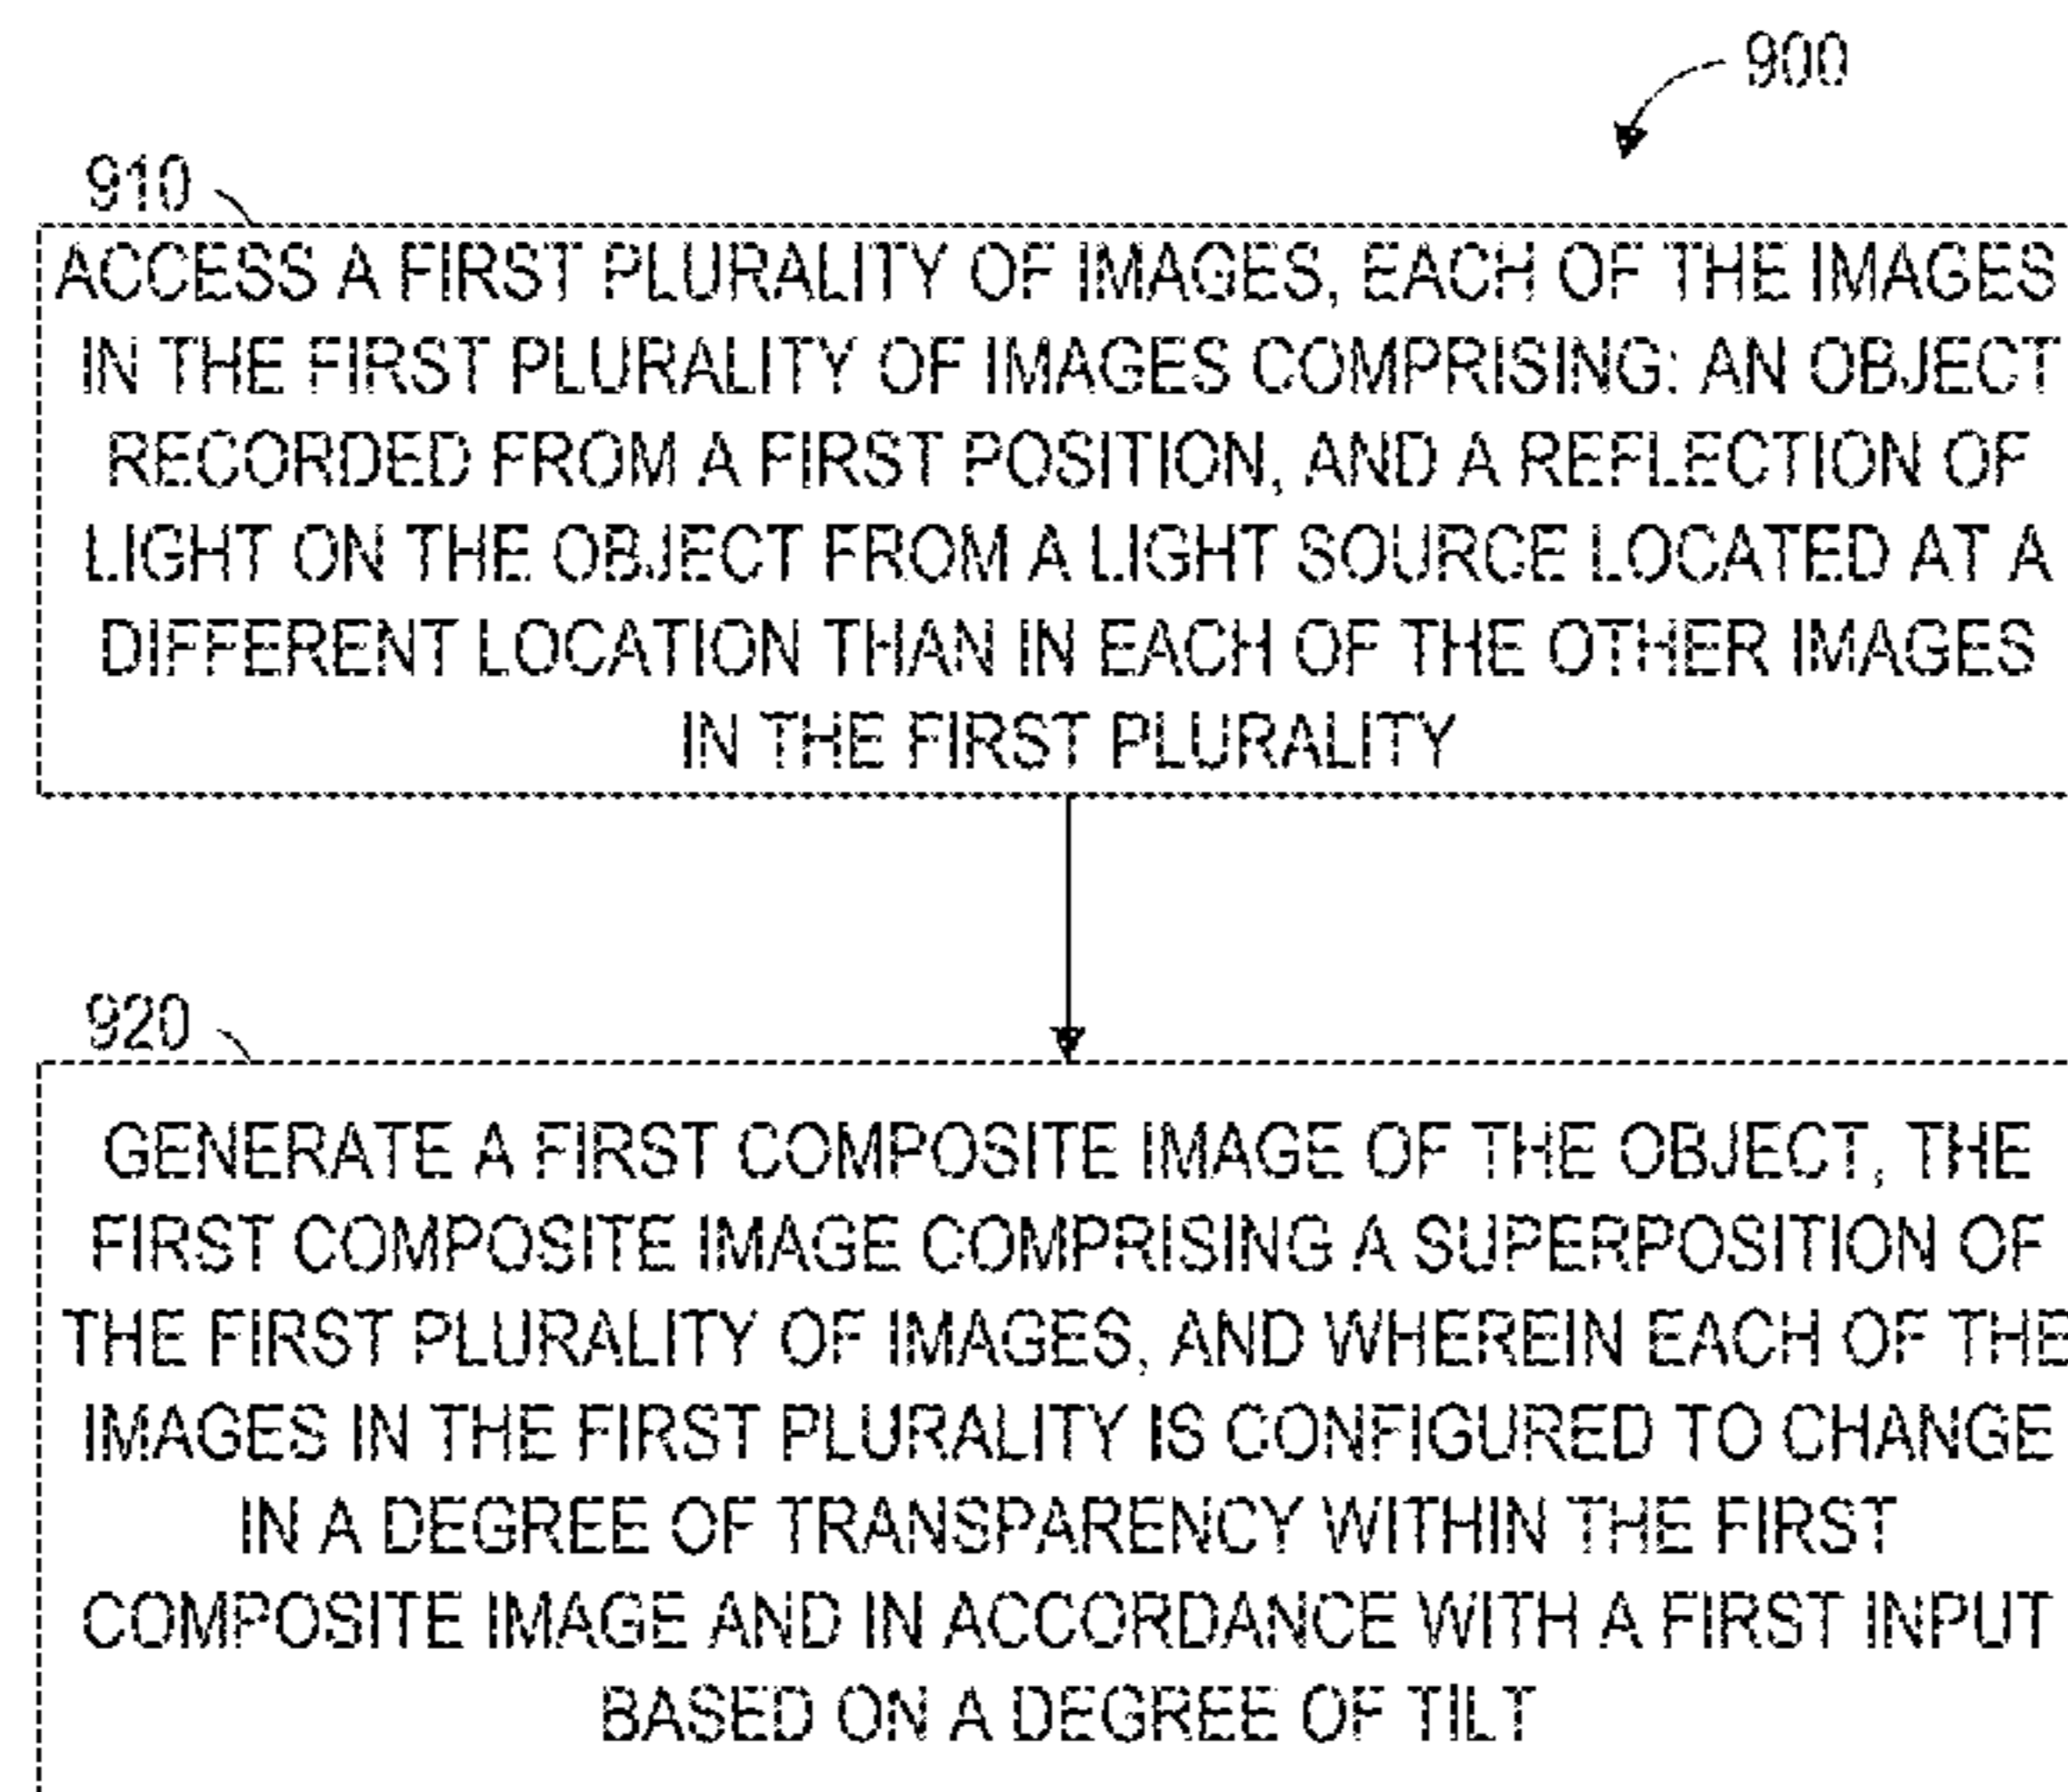 900
910
ACCESS A FIRST PLURALITY OF IMAGES, EACH OF THE IMAGES
IN THE FIRST PLURALITY OF IMAGES COMPRISING: AN OBJECT
RECORDED FROM A FIRST POSITION, AND A REFLECTION OF
LIGHT ON THE OBJECT FROM A LIGHT SOURCE LOCATED AT A
DIFFERENT LOCATION THAN IN EACH OF THE OTHER IMAGES
IN THE FIRST PLURALITY
920
GENERATE A FIRST COMPOSITE IMAGE OF THE OBJECT, THE
FIRST COMPOSITE IMAGE COMPRISING A SUPERPOSITION OF
THE FIRST PLURALITY OF IMAGES, AND WHEREIN EACH OF THE
IMAGES IN THE FIRST PLURALITY IS CONFIGURED TO CHANGE
IN A DEGREE OF TRANSPARENCY WITHIN THE FIRST
COMPOSITE IMAGE AND IN ACCORDANCE WITH A FIRST INPUT
BASED ON A DEGREE OF TILT